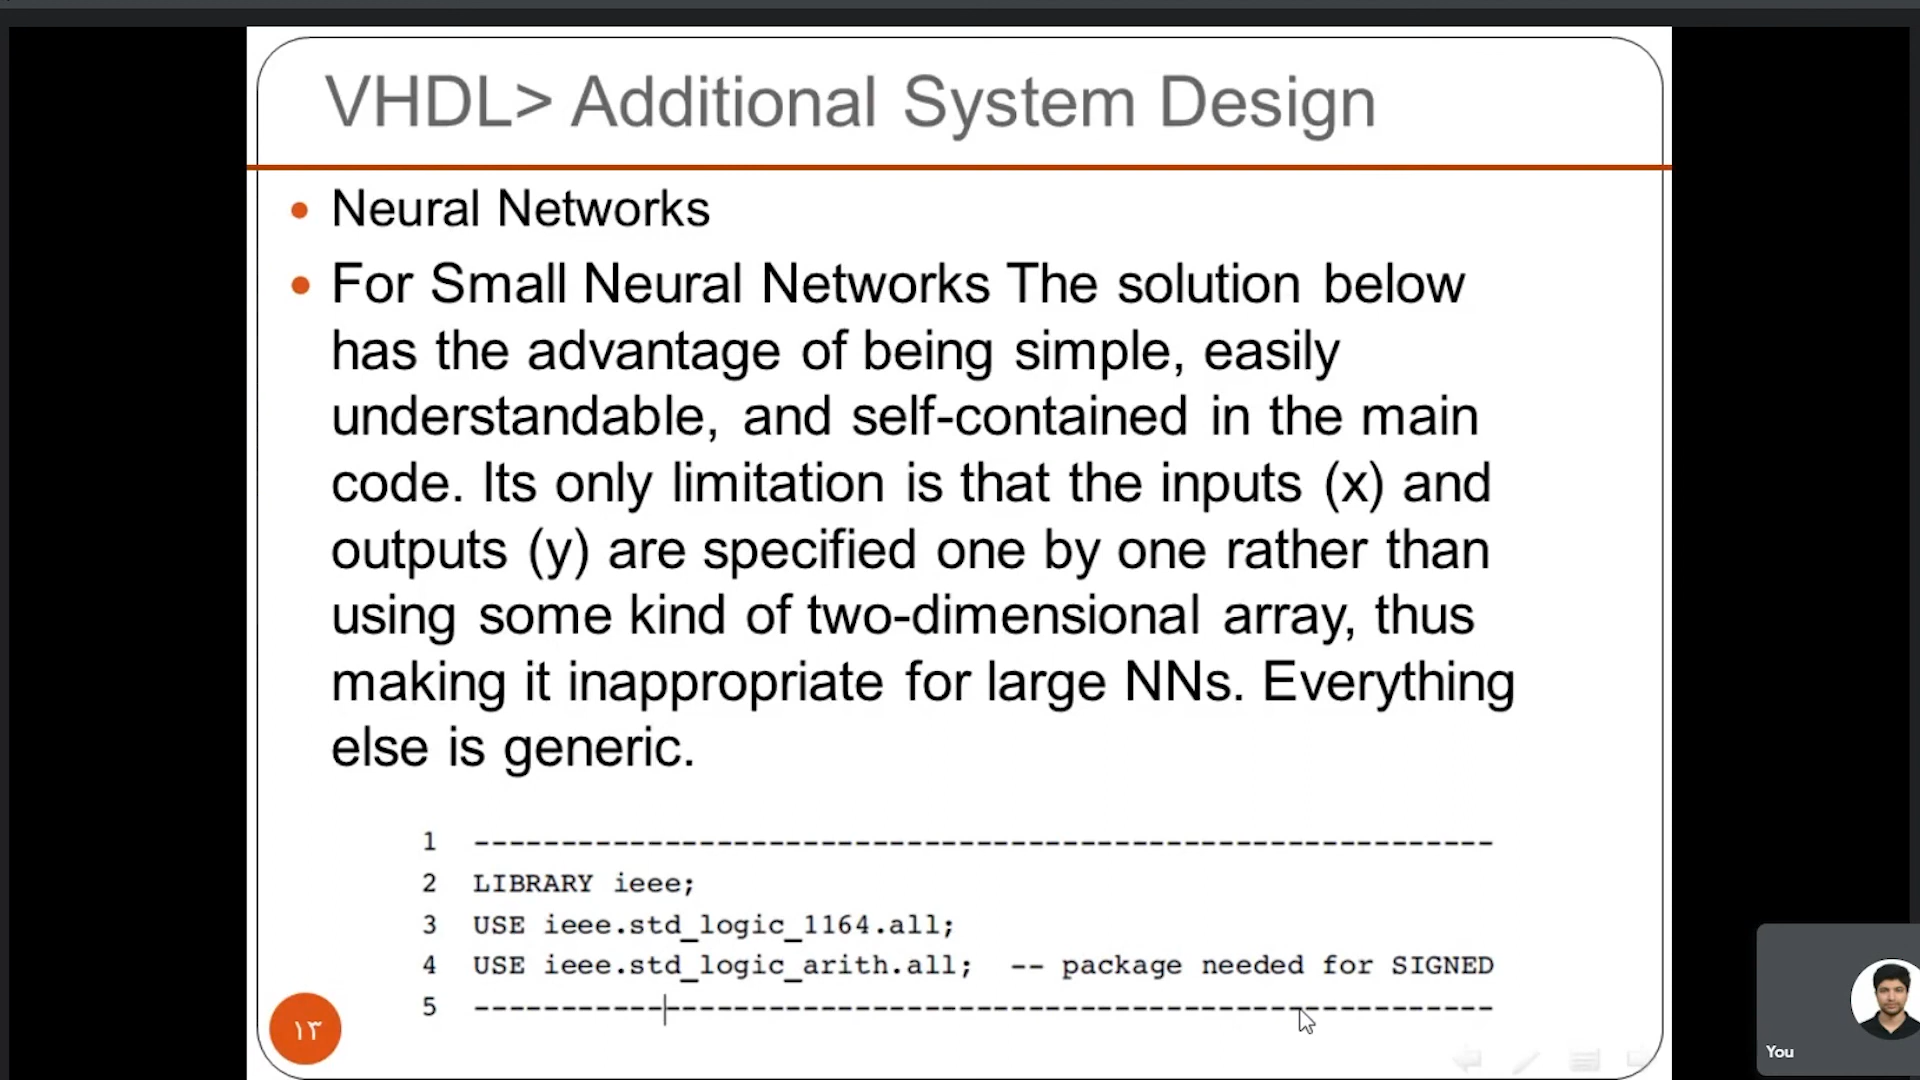 VHDL> Additional System Design
• Neural Networks
• For Small Neural Networks The solution below
has the advantage of being simple, easily
understandable, and self-contained in the main
code. Its only limitation is that the inputs (x) and
outputs (y) are specified one by one rather than
using some kind of two-dimensional array, thus
making it inappropriate for large NNs. Everything
else is generic.
1 ----------------------------------------------------------
2 LIBRARY ieee;
3 USE ieee.std_logic_1164.all;
4 USE ieee.std_logic_arith.all; -- package needed for SIGNED
5 ----------------------------------------------------------
١٣
You